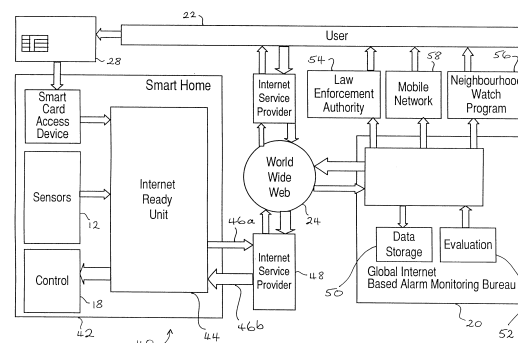 22
User
28
54
58
56
Smart Home
Internet
Service
Provider
Law
Enforcement
Authority
Mobile
Network
Neighbourhood
Watch
Program
Smart
Card
Access
Device
World
Wide
Web
24
Internet
Ready
Unit
Sensors
12
46a
Data
Storage
Evaluation
Internet
Service
Provider
48
50
Global Internet
Based Alarm Monitoring Bureau
Control
18
44
46b
42
20
52